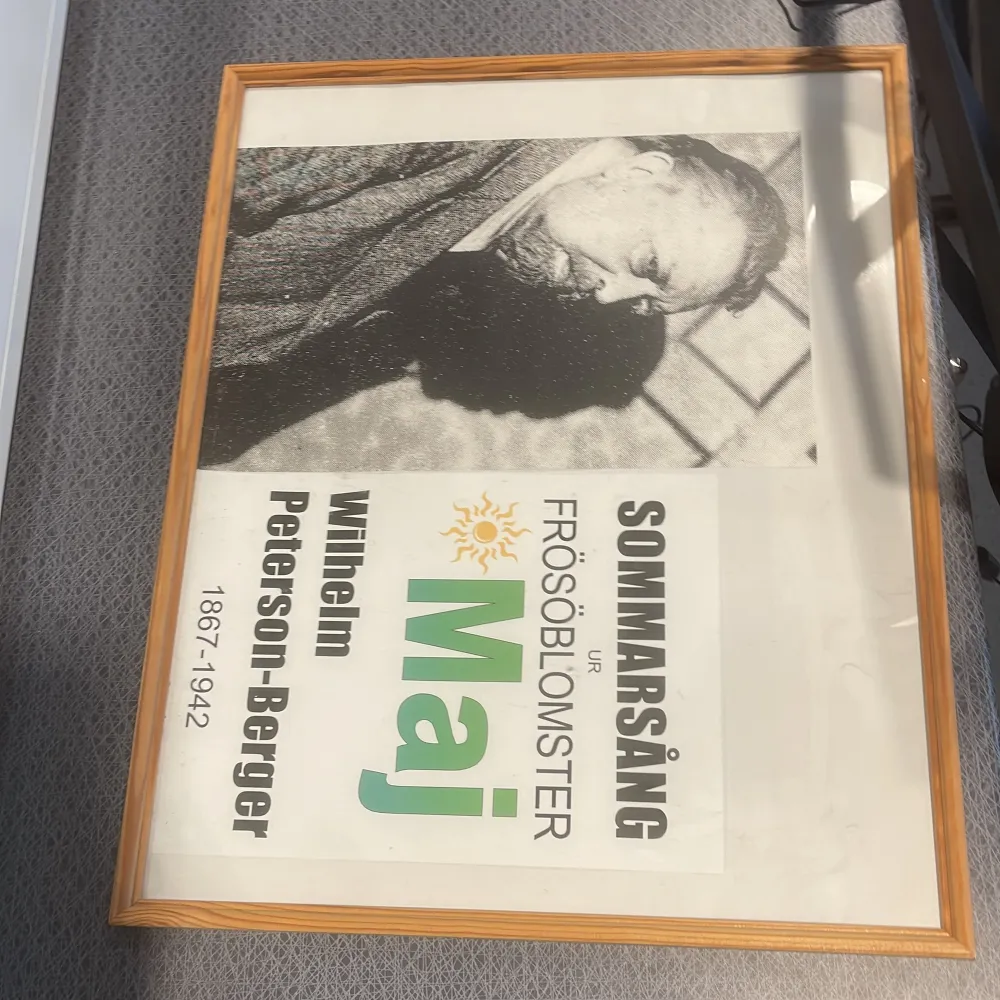 SOMMARSÅNG
UR
FRÖSÖBLOMSTER
Maj
Wilhelm
Peterson-Berger
1867-1942